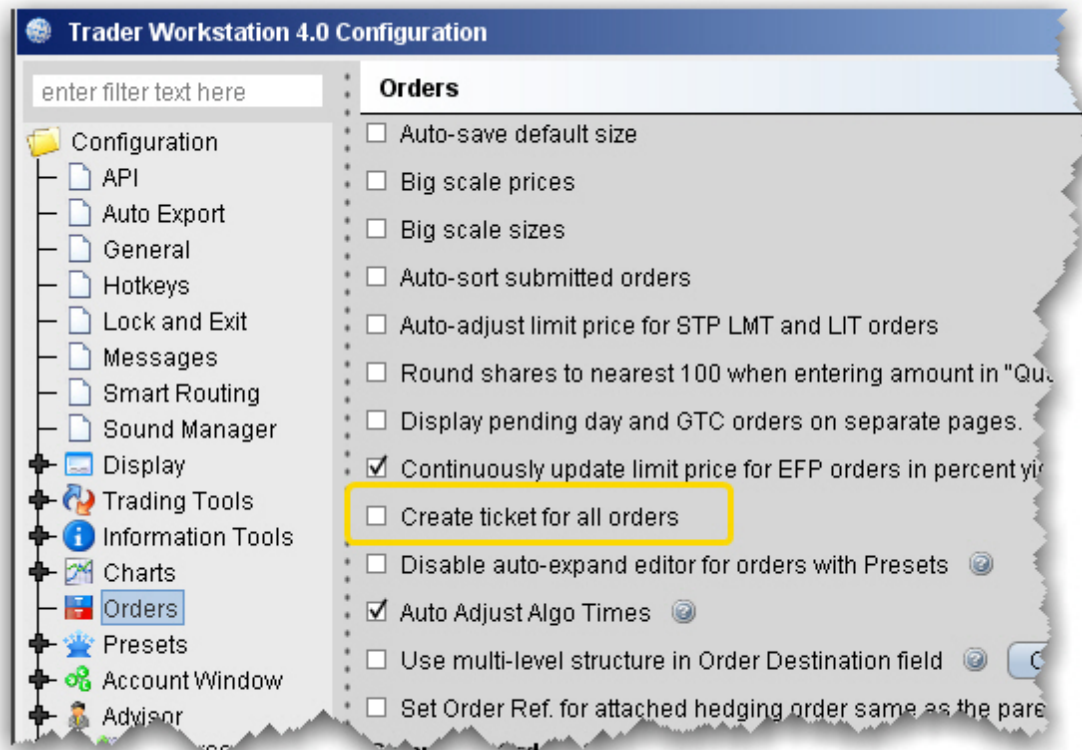 Trader Workstation 4.0 Configuration
enter filter text here
Configuration
API
Auto Export
General
Hotkeys
Lock and Exit
Messages
Smart Routing
Sound Manager
Display
Trading Tools
Information Tools
Charts
Orders
Presets
Account Window
Advisor
Orders
Auto-save default size
Big scale prices
Big scale sizes
Auto-sort submitted orders
Auto-adjust limit price for STP LMT and LIT orders
Round shares to nearest 100 when entering amount in "Qua
Display pending day and GTC orders on separate pages.
Continuously update limit price for EFP orders in percent yie
Create ticket for all orders
Disable auto-expand editor for orders with Presets
Auto Adjust Algo Times
Use multi-level structure in Order Destination field
Set Order Ref. for attached hedging order same as the pare